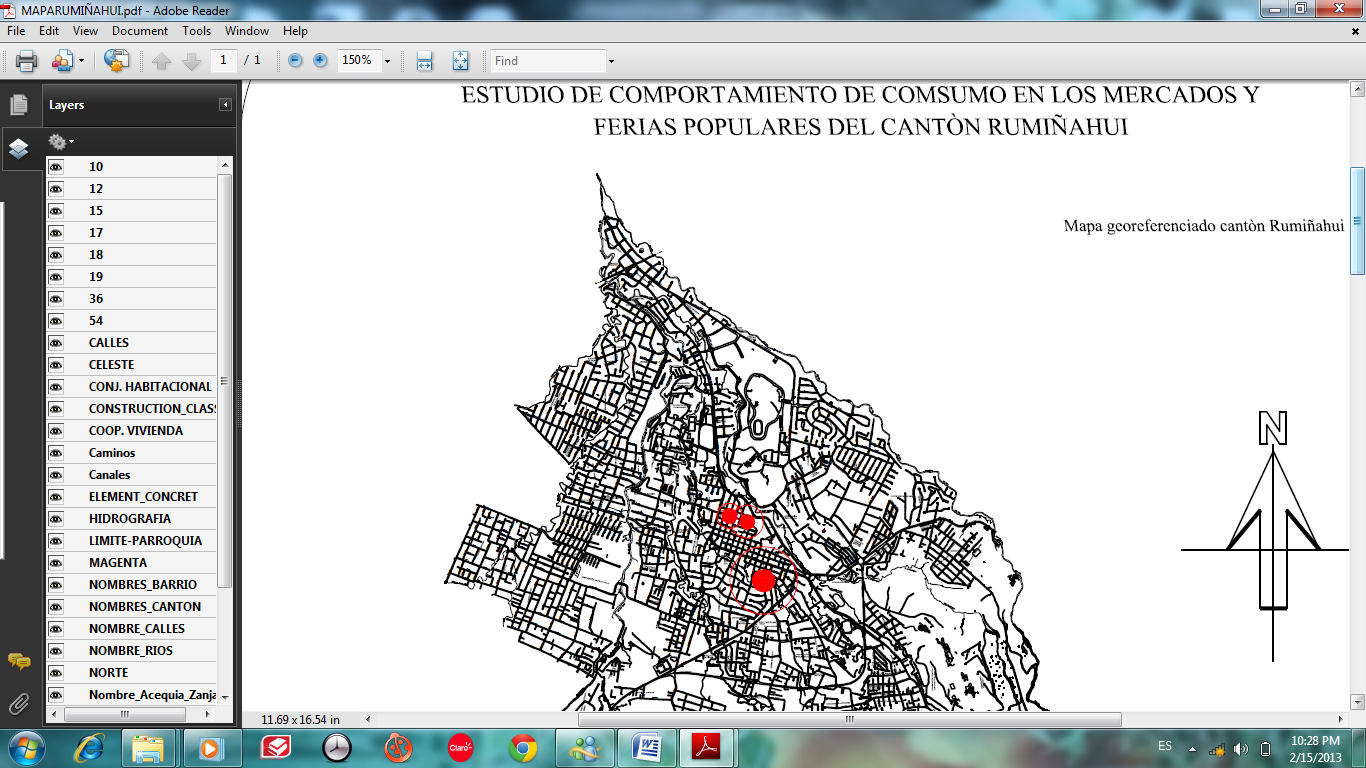 MAPARUMIÑAHUI.pdf - Adobe Reader
File Edit View Document Tools Window Help
1 / 1 150% Find
Layers
10
12
15
17
18
19
36
54
CALLES
CELESTE
CONJ. HABITACIONAL
CONSTRUCTION_CLAS
COOP. VIVIENDA
Caminos
Canales
ELEMENT_CONCRET
HIDROGRAFIA
LIMITE-PARROQUIA
MAGENTA
NOMBRES_BARRIO
NOMBRES_CANTON
NOMBRE_CALLES
NOMBRE_RIOS
NORTE
Nombre_Acequia_Zanja
ESTUDIO DE COMPORTAMIENTO DE COMSUMO EN LOS MERCADOS Y
FERIAS POPULARES DEL CANTÒN RUMIÑAHUI
Mapa georeferenciado cantòn Rumiñahui
N
11.69 x 16.54 in
Claro
ES
10:28 PM
2/15/2013